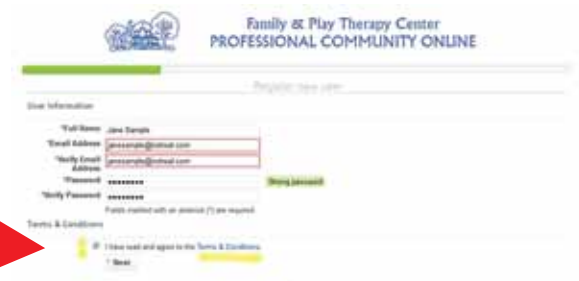 Family & Play Therapy Center
PROFESSIONAL COMMUNITY ONLINE
Register new user
User Information
*Full Name Jane Sample
*Email Address janesample@hotmail.com
*Verify Email Address janesample@hotmail.com
*Password ••••••••• Strong password
*Verify Password •••••••••
Fields marked with an asterisk (*) are required.
Terms & Conditions
I have read and agree to the Terms & Conditions.
Next